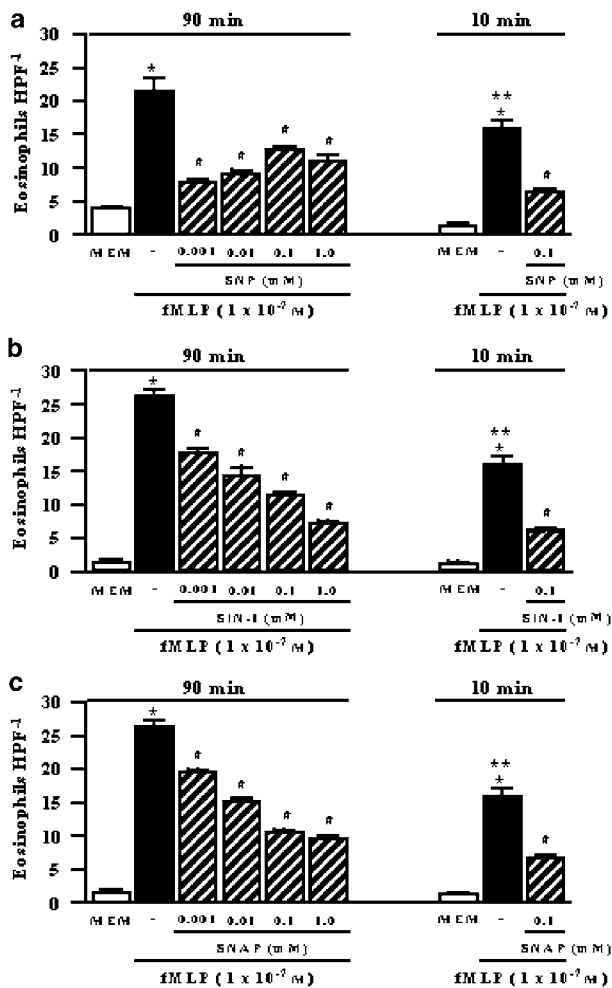 a
90 min
10 min
Eosinophils HPF-1
30
25
20
15
10
5
0
*
#
#
#
#
**
*
#
MEM
-
0.001
0.01
0.1
1.0
MEM
-
0.1
SNP (mM)
SNP (mM)
fMLP (1 x 10-7 M)
fMLP (1 x 10-7 M)
b
90 min
10 min
Eosinophils HPF-1
30
25
20
15
10
5
0
*
#
#
#
#
**
*
#
MEM
-
0.001
0.01
0.1
1.0
MEM
-
0.1
SIN-1 (mM)
SIN-1 (mM)
fMLP (1 x 10-7 M)
fMLP (1 x 10-7 M)
c
90 min
10 min
Eosinophils HPF-1
30
25
20
15
10
5
0
*
#
#
#
#
**
*
#
MEM
-
0.001
0.01
0.1
1.0
MEM
-
0.1
SNAP (mM)
SNAP (mM)
fMLP (1 x 10-7 M)
fMLP (1 x 10-7 M)